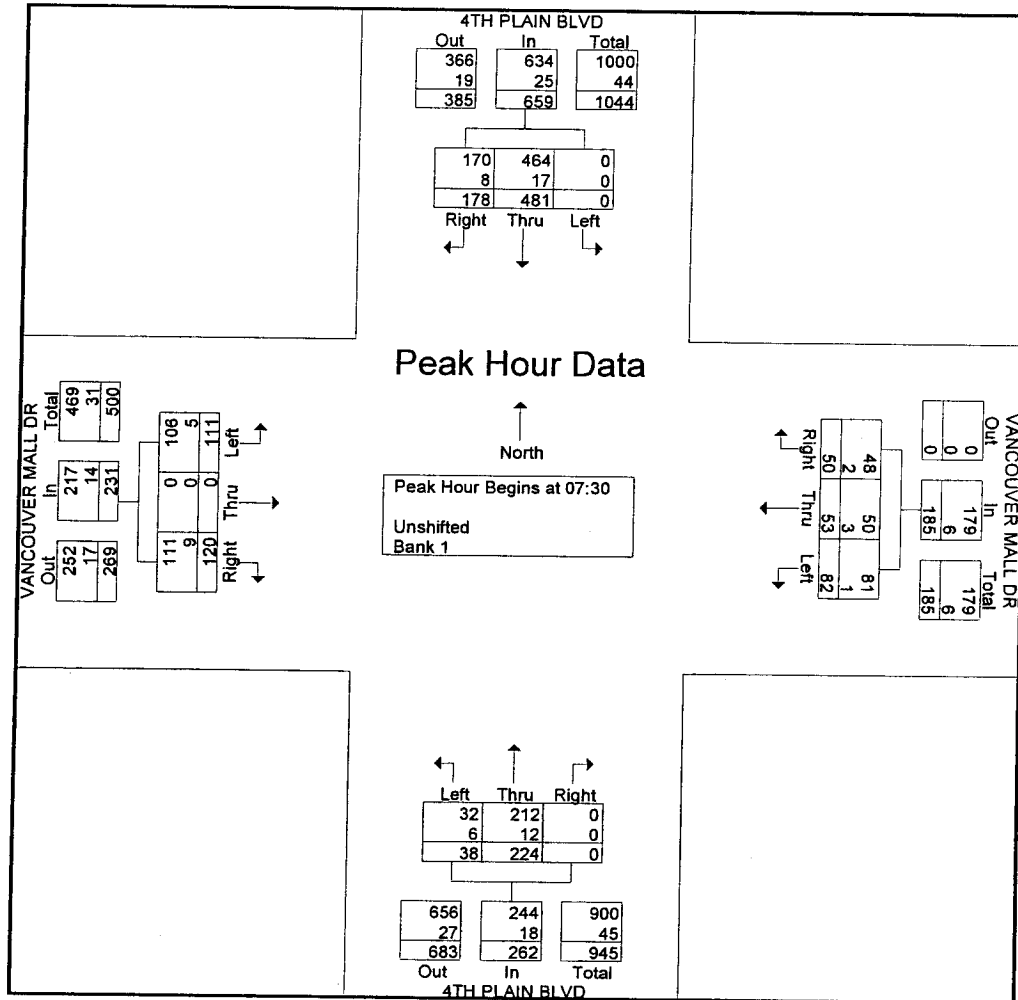 4TH PLAIN BLVD
Out In Total
366 634 1000
19 25 44
385 659 1044
170 464 0
8 17 0
178 481 0
Right Thru Left
Peak Hour Data
North
Peak Hour Begins at 07:30
Unshifted
Bank 1
VANCOUVER MALL DR
Total
469
31
500
In
217
14
231
Out
252
17
269
Left
106
5
111
Thru
0
0
0
Right
111
9
120
VANCOUVER MALL DR
Out
0
0
0
In
179
6
185
Total
179
6
185
Right
48
2
50
Thru
50
3
53
Left
81
1
82
Left Thru Right
32 212 0
6 12 0
38 224 0
656 244 900
27 18 45
683 262 945
Out In Total
4TH PLAIN BLVD